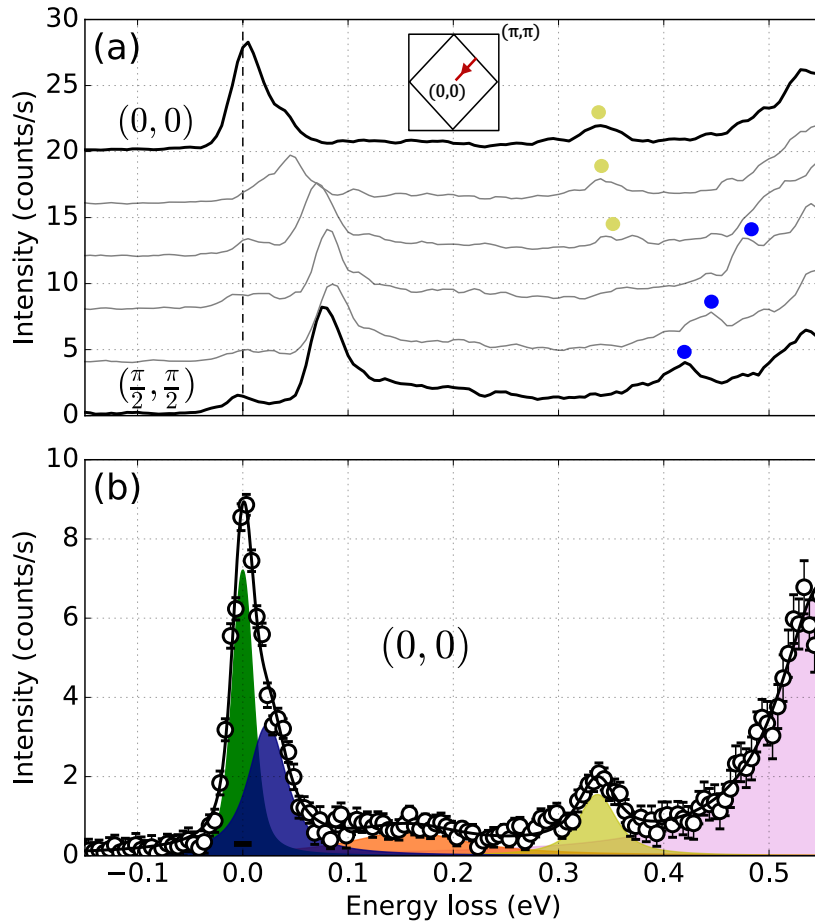 (a)
30
25
20
15
10
5
0
Intensity (counts/s)
(0, 0)
(π,π)
(0,0)
(π/2, π/2)
(b)
10
8
6
4
2
0
Intensity (counts/s)
(0, 0)
−0.1 0.0 0.1 0.2 0.3 0.4 0.5
Energy loss (eV)